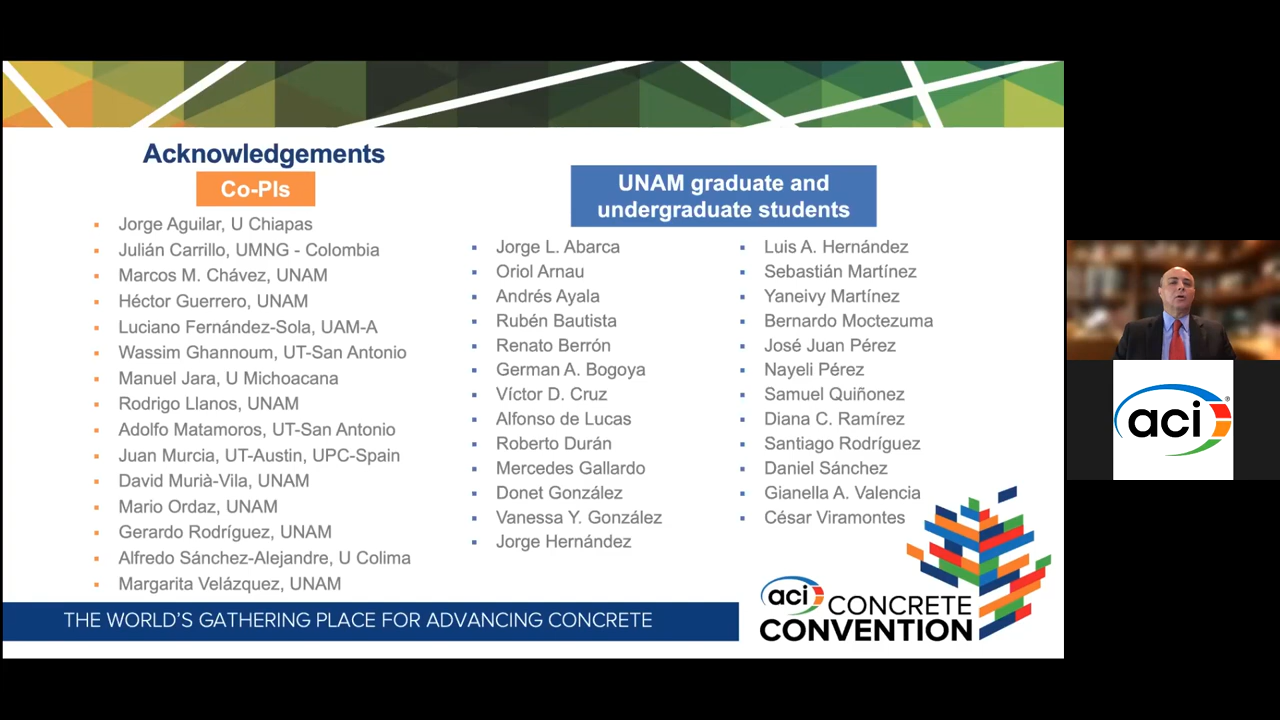 Acknowledgements
Co-PIs
Jorge Aguilar, U Chiapas
Julián Carrillo, UMNG - Colombia
Marcos M. Chávez, UNAM
Héctor Guerrero, UNAM
Luciano Fernández-Sola, UAM-A
Wassim Ghannoum, UT-San Antonio
Manuel Jara, U Michoacana
Rodrigo Llanos, UNAM
Adolfo Matamoros, UT-San Antonio
Juan Murcia, UT-Austin, UPC-Spain
David Murià-Vila, UNAM
Mario Ordaz, UNAM
Gerardo Rodríguez, UNAM
Alfredo Sánchez-Alejandre, U Colima
Margarita Velázquez, UNAM
UNAM graduate and
undergraduate students
Jorge L. Abarca
Oriol Arnau
Andrés Ayala
Rubén Bautista
Renato Berrón
German A. Bogoya
Víctor D. Cruz
Alfonso de Lucas
Roberto Durán
Mercedes Gallardo
Donet González
Vanessa Y. González
Jorge Hernández
Luis A. Hernández
Sebastián Martínez
Yaneivy Martínez
Bernardo Moctezuma
José Juan Pérez
Nayeli Pérez
Samuel Quiñonez
Diana C. Ramírez
Santiago Rodríguez
Daniel Sánchez
Gianella A. Valencia
César Viramontes
THE WORLD'S GATHERING PLACE FOR ADVANCING CONCRETE
aci CONCRETE
CONVENTION
aci®